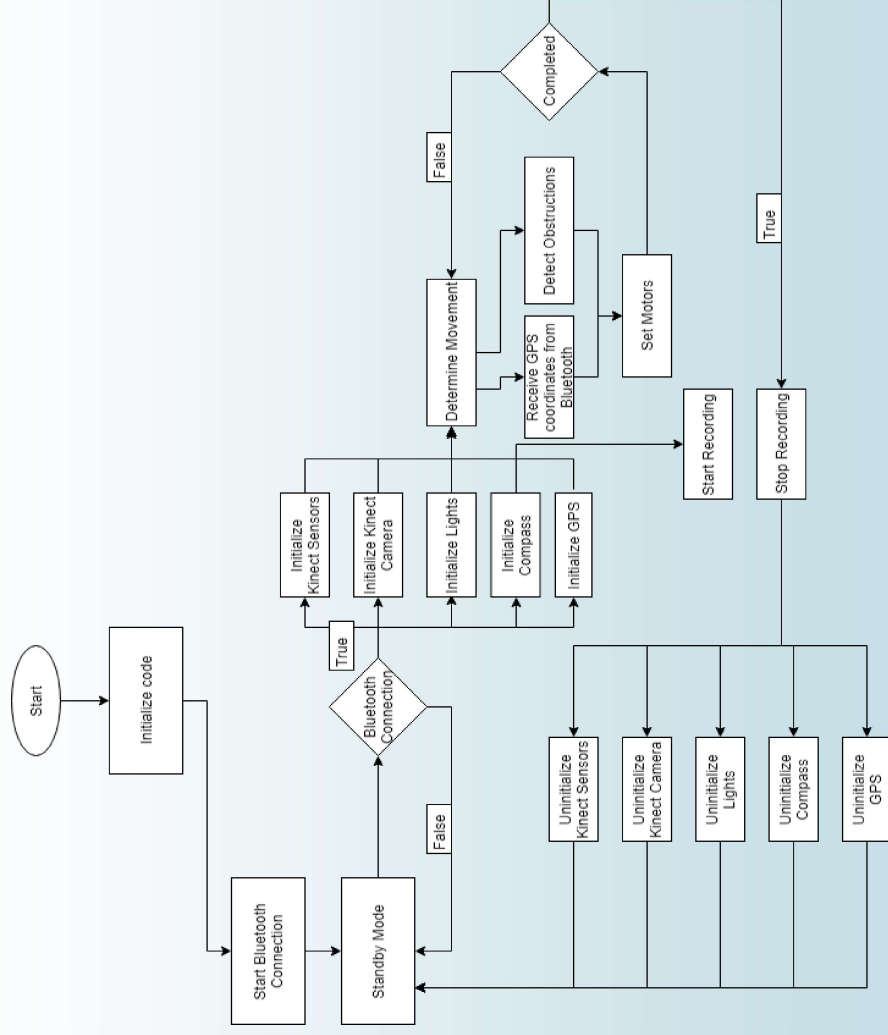 Start
Initialize code
Start Bluetooth
Connection
Standby Mode
Bluetooth
Connection
True
False
Initialize
Kinect Sensors
Initialize Kinect
Camera
Initialize Lights
Initialize
Compass
Initialize GPS
Determine Movement
Receive GPS
coordinates from
Bluetooth
Detect Obstructions
Set Motors
Completed
False
True
Start Recording
Stop Recording
Uninitialize
Kinect Sensors
Uninitialize
Kinect Camera
Uninitialize
Lights
Uninitialize
Compass
Uninitialize
GPS